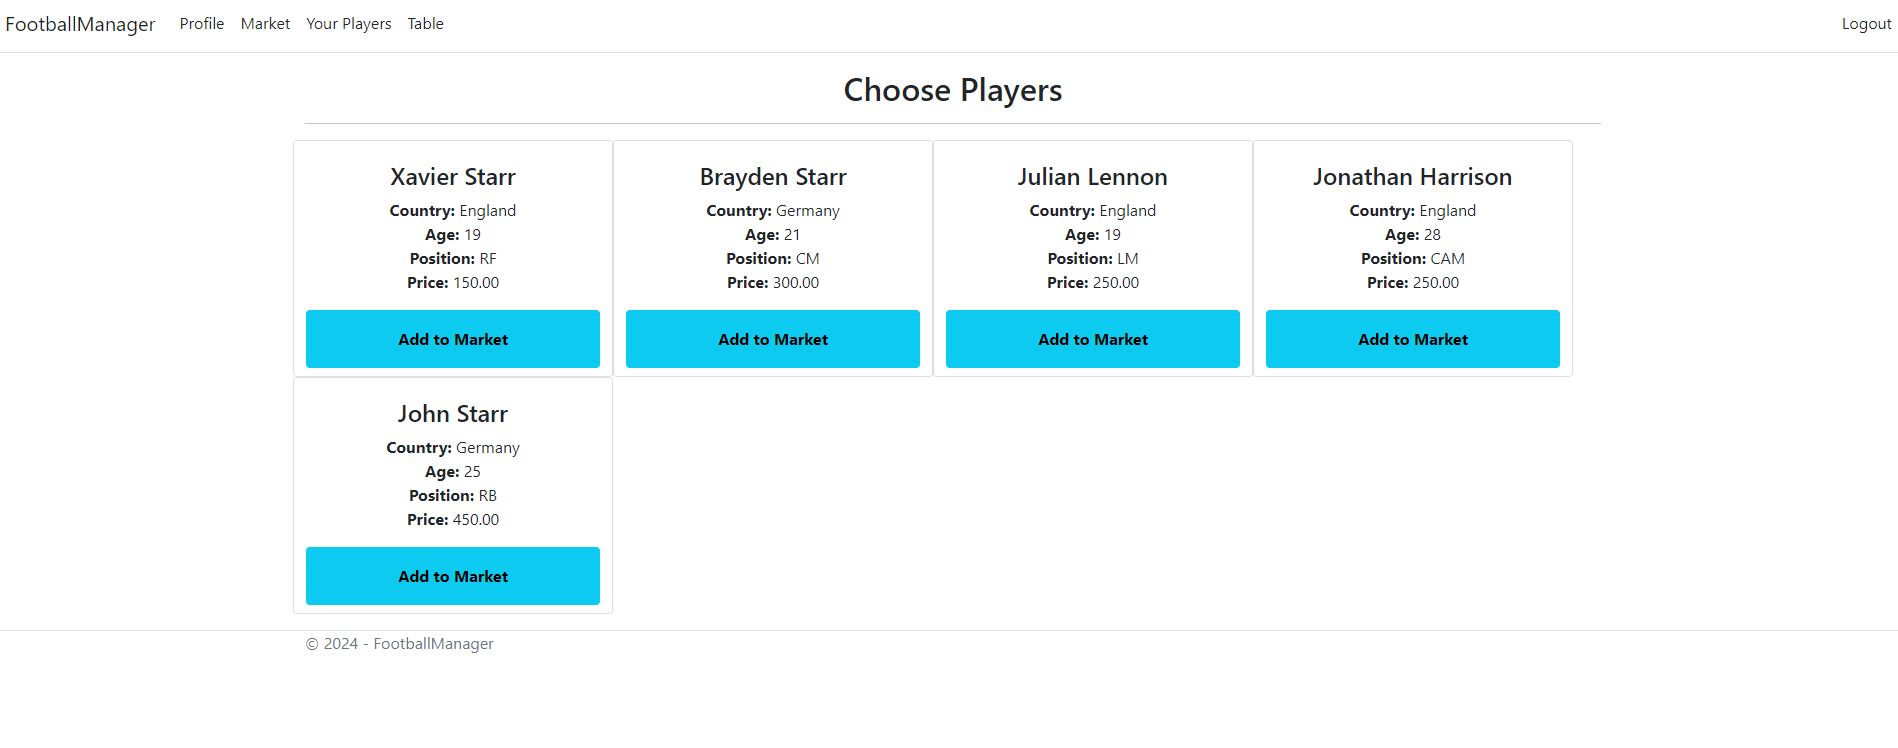 FootballManager Profile Market Your Players Table Logout
Choose Players
Xavier Starr
Country: England
Age: 19
Position: RF
Price: 150.00
Add to Market
Brayden Starr
Country: Germany
Age: 21
Position: CM
Price: 300.00
Add to Market
Julian Lennon
Country: England
Age: 19
Position: LM
Price: 250.00
Add to Market
Jonathan Harrison
Country: England
Age: 28
Position: CAM
Price: 250.00
Add to Market
John Starr
Country: Germany
Age: 25
Position: RB
Price: 450.00
Add to Market
© 2024 - FootballManager